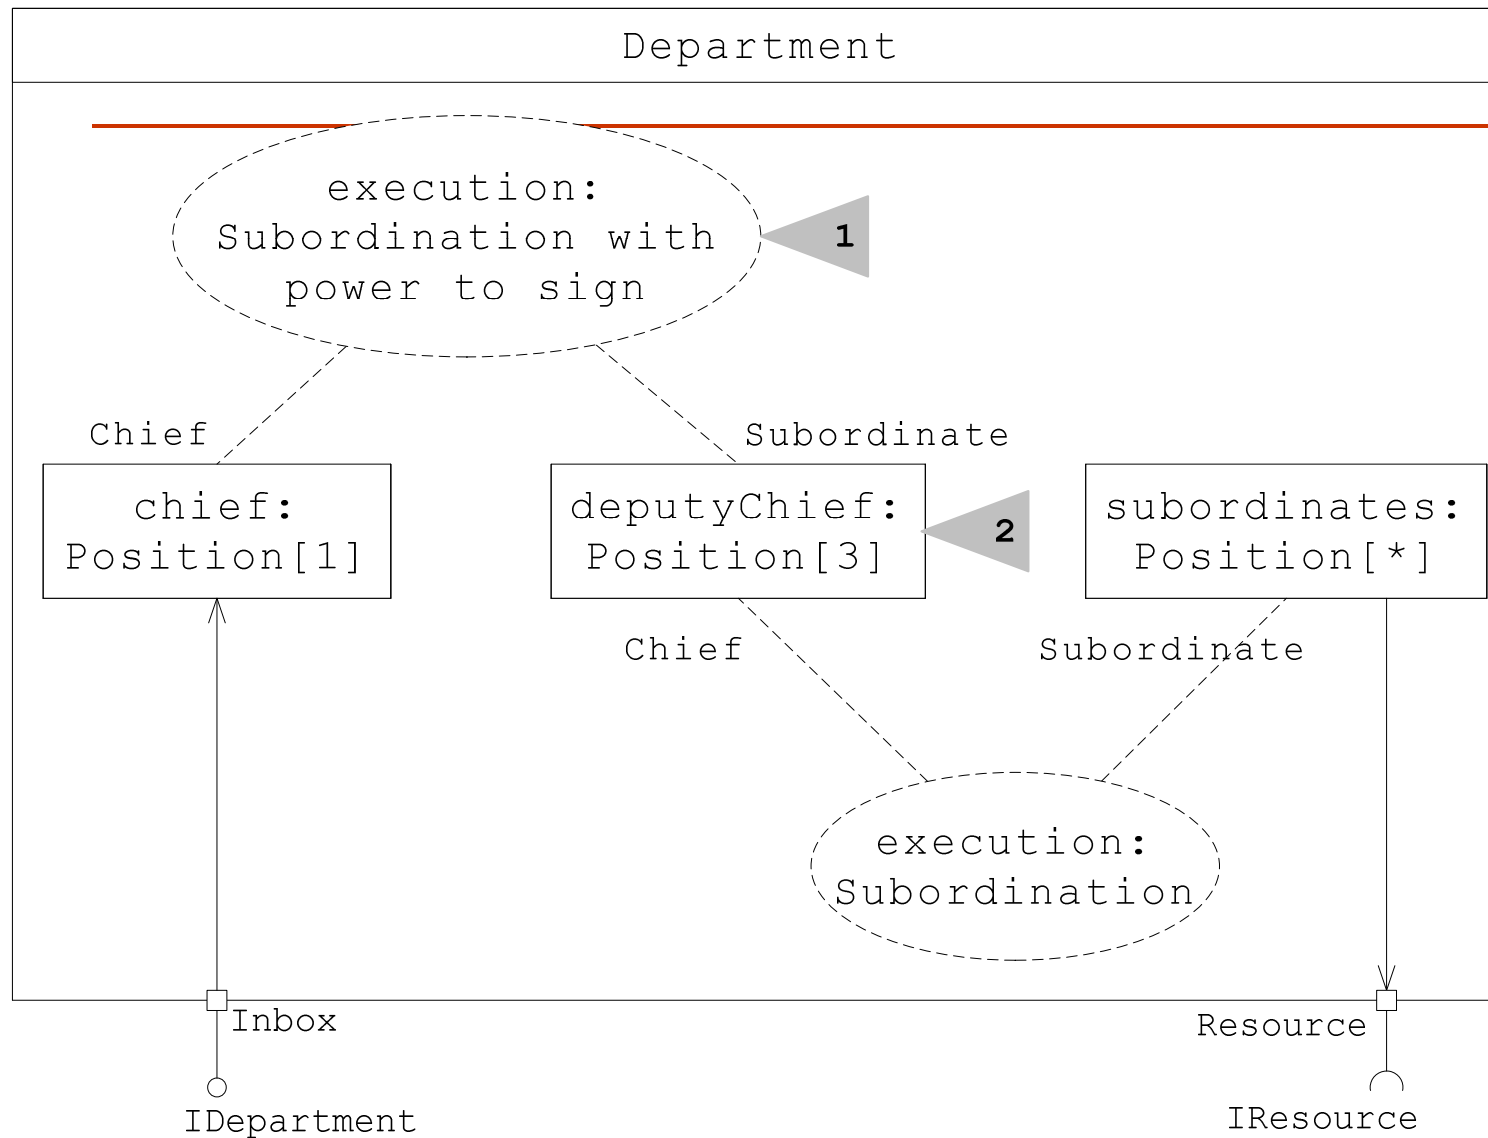 Department
execution:
Subordination with
power to sign
1
Chief
Subordinate
chief:
Position[1]
deputyChief:
Position[3]
2
subordinates:
Position[*]
Chief
Subordinate
execution:
Subordination
Inbox
Resource
IDepartment
IResource